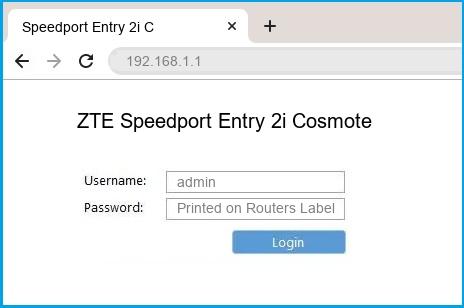 Speedport Entry 2i C
192.168.1.1
ZTE Speedport Entry 2i Cosmote
Username: admin
Password: Printed on Routers Label
Login